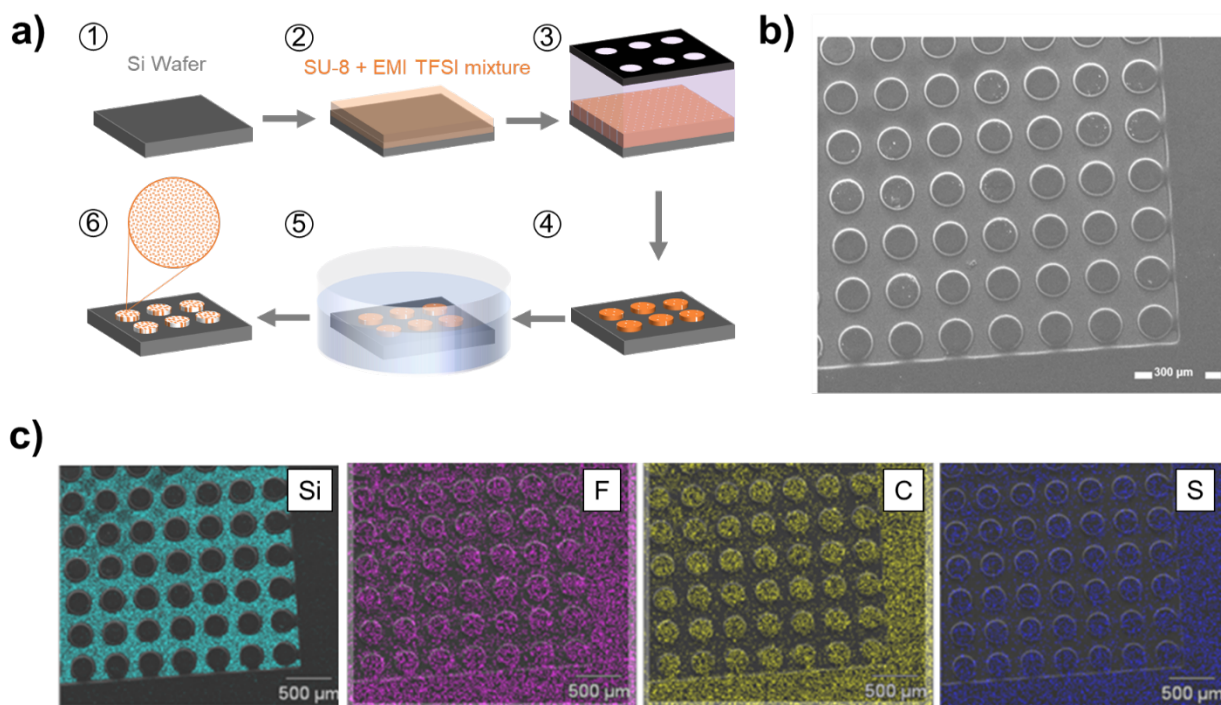 a)
①
Si Wafer
②
SU-8 + EMI TFSI mixture
③
④
⑤
⑥
b)
300 µm
c)
Si
500 µm
F
500 µm
C
500 µm
S
500 µm